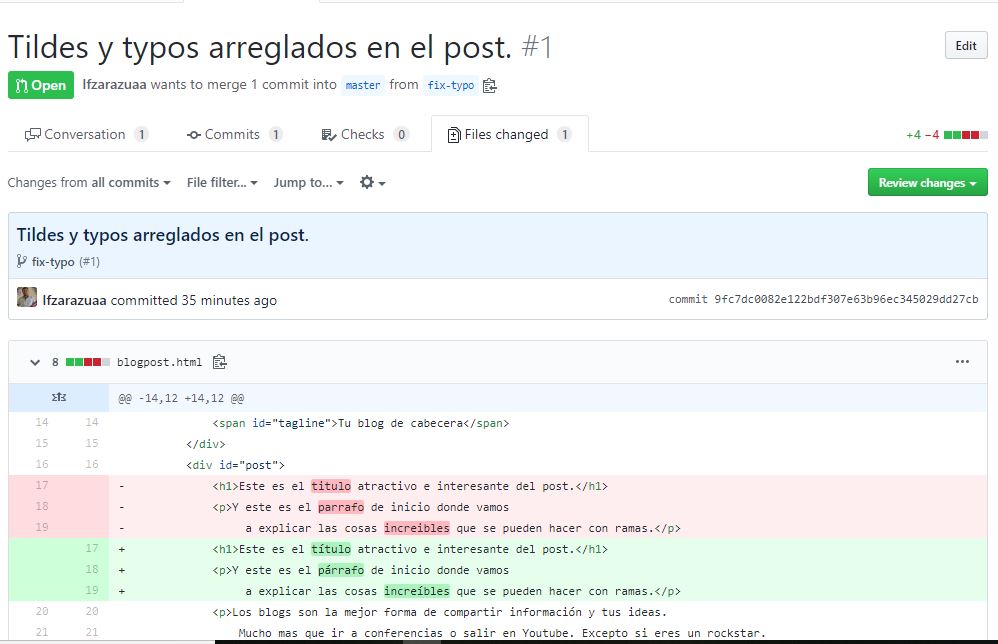 Tildes y typos arreglados en el post. #1
Edit
Open lfzarazuaa wants to merge 1 commit into master from fix-typo
Conversation 1 Commits 1 Checks 0 Files changed 1 +4 −4
Changes from all commits File filter... Jump to... Review changes
Tildes y typos arreglados en el post.
fix-typo (#1)
lfzarazuaa committed 35 minutes ago commit 9fc7dc0082e122bdf307e63b96ec345029dd27cb
8 blogpost.html ...
@@ -14,12 +14,12 @@
14 14 <span id="tagline">Tu blog de cabecera</span>
15 15 </div>
16 16 <div id="post">
17 - <h1>Este es el titulo atractivo e interesante del post.</h1>
18 - <p>Y este es el parrafo de inicio donde vamos
19 - a explicar las cosas increibles que se pueden hacer con ramas.</p>
17 + <h1>Este es el título atractivo e interesante del post.</h1>
18 + <p>Y este es el párrafo de inicio donde vamos
19 + a explicar las cosas increíbles que se pueden hacer con ramas.</p>
20 20 <p>Los blogs son la mejor forma de compartir información y tus ideas.
21 21 Mucho mas que ir a conferencias o salir en Youtube. Excepto si eres un rockstar.